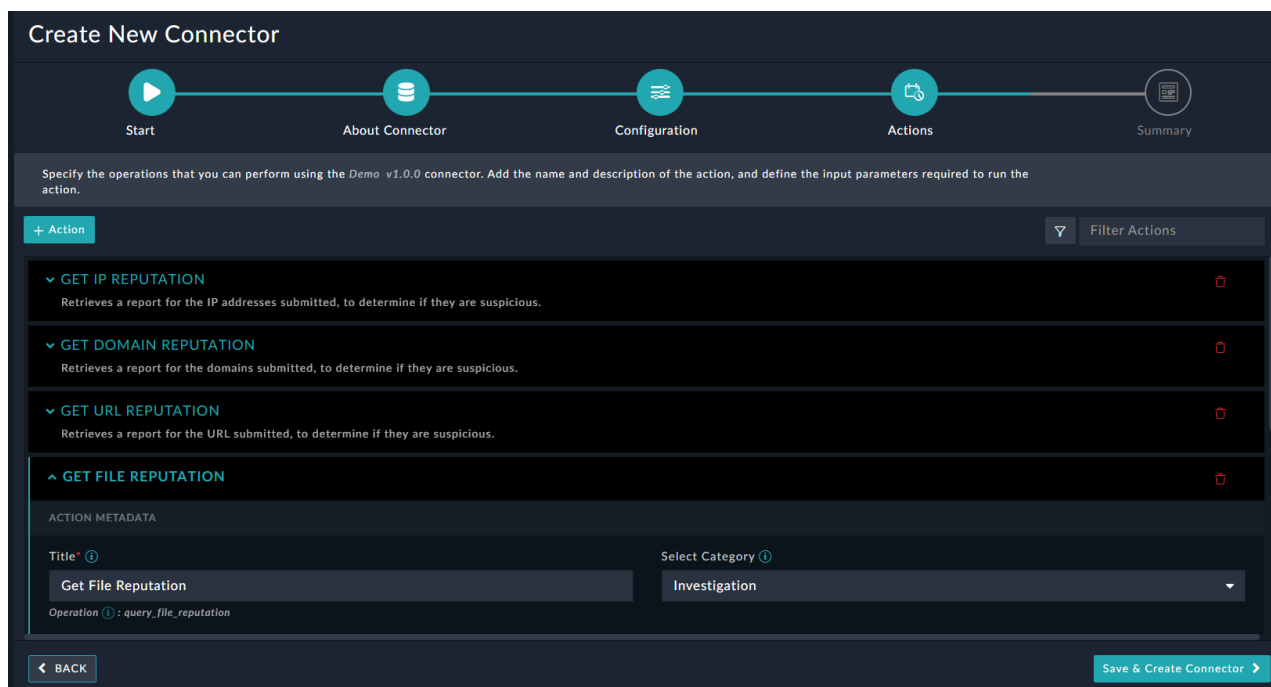 Create New Connector
Start
About Connector
Configuration
Actions
Summary
Specify the operations that you can perform using the Demo v1.0.0 connector. Add the name and description of the action, and define the input parameters required to run the
action.
+ Action
Filter Actions
GET IP REPUTATION
Retrieves a report for the IP addresses submitted, to determine if they are suspicious.
GET DOMAIN REPUTATION
Retrieves a report for the domains submitted, to determine if they are suspicious.
GET URL REPUTATION
Retrieves a report for the URL submitted, to determine if they are suspicious.
GET FILE REPUTATION
ACTION METADATA
Title*
Select Category
Get File Reputation
Investigation
Operation : query_file_reputation
BACK
Save & Create Connector